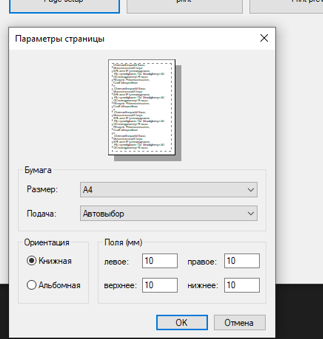 Page setup print Print prev
Параметры страницы
Бумага
Размер: A4
Подача: Автовыбор
Ориентация
Книжная
Альбомная
Поля (мм)
левое: 10 правое: 10
верхнее: 10 нижнее: 10
OK Отмена